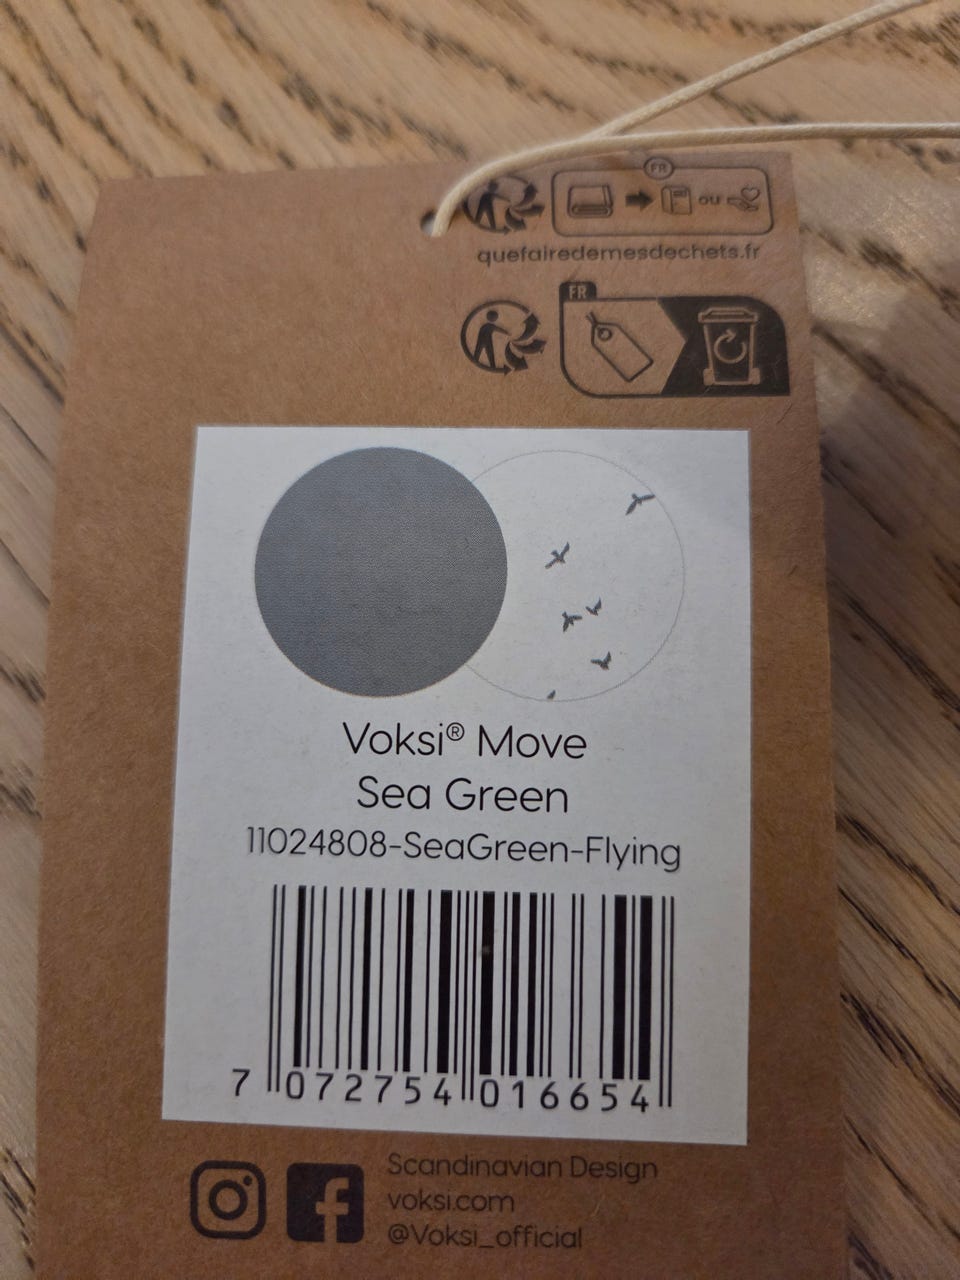 FR
ou
quefairedemesdechets.fr
FR
Voksi® Move
Sea Green
11024808-SeaGreen-Flying
7 072754 016654
Scandinavian Design
voksi.com
@Voksi_official